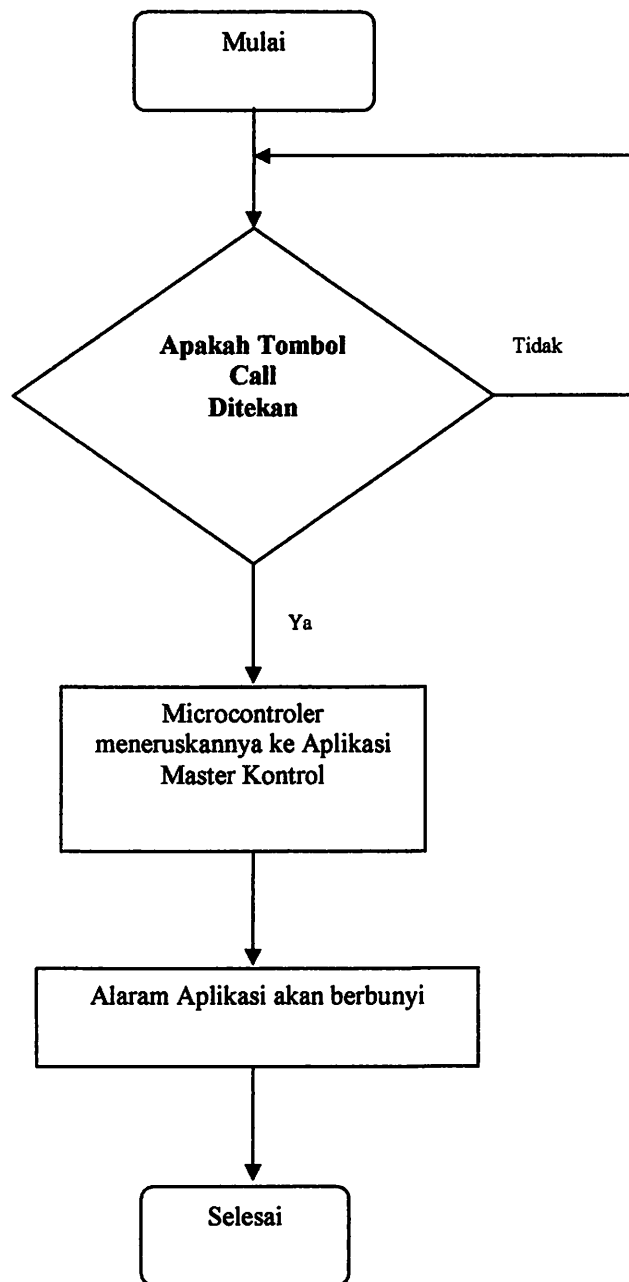 Mulai
Apakah Tombol
Call
Ditekan
Tidak
Ya
Microcontroler
meneruskannya ke Aplikasi
Master Kontrol
Alaram Aplikasi akan berbunyi
Selesai